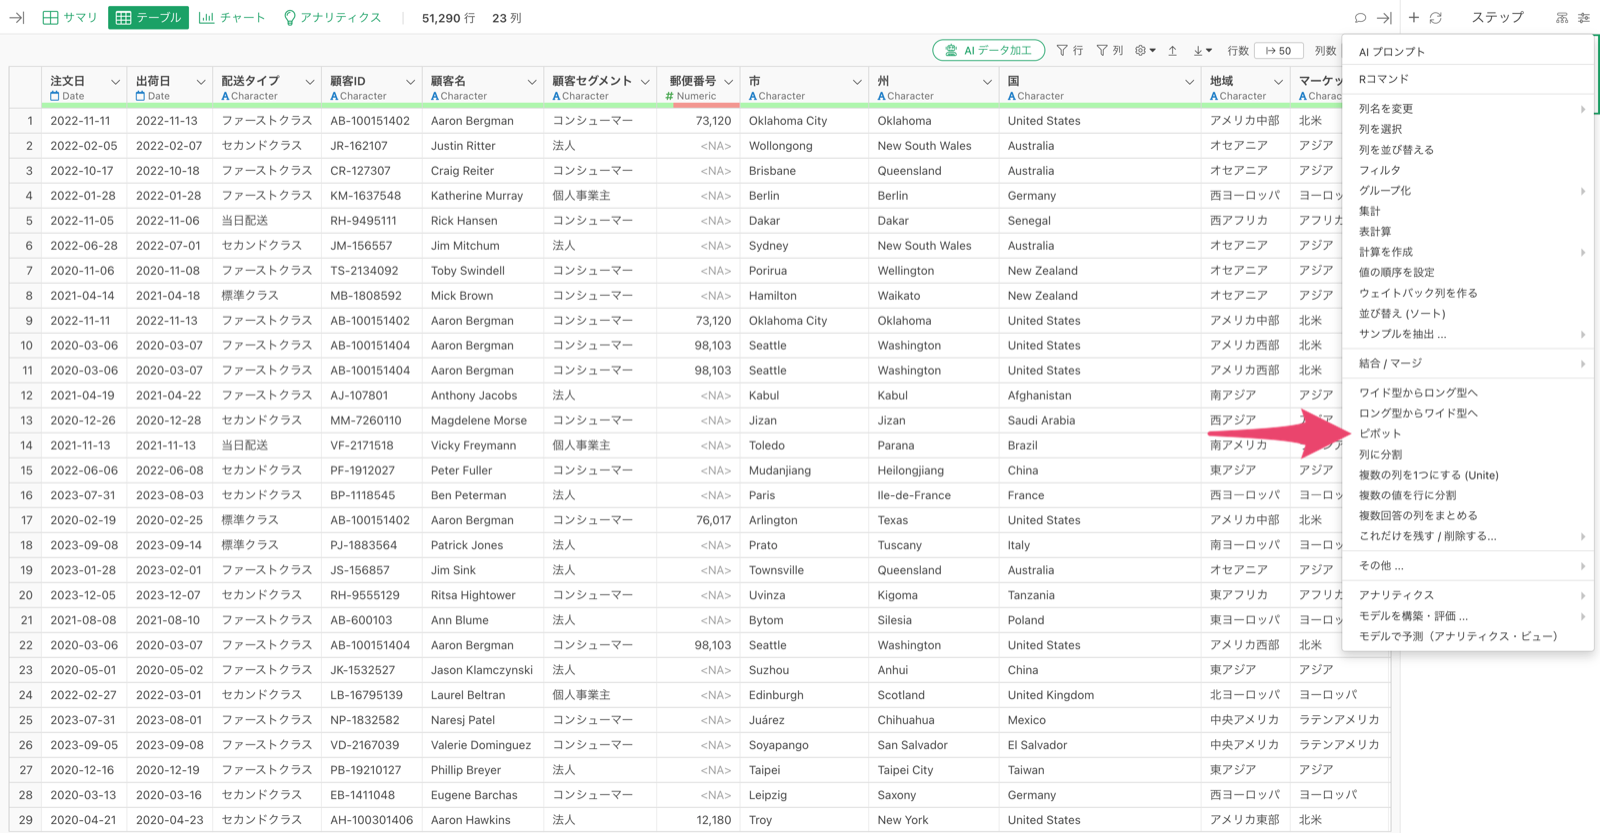 サマリ テーブル チャート アナリティクス 51,290 行 23 列 ステップ
AI データ加工 行 列 行数 50 列数
注文日 出荷日 配送タイプ 顧客ID 顧客名 顧客セグメント 郵便番号 市 州 国 地域 マーケッ
Date Date Character Character Character Character Numeric Character Character Character Character Charac
1 2022-11-11 2022-11-13 ファーストクラス AB-100151402 Aaron Bergman コンシューマー 73,120 Oklahoma City Oklahoma United States アメリカ中部 北米
2 2022-02-05 2022-02-07 セカンドクラス JR-162107 Justin Ritter 法人 <NA> Wollongong New South Wales Australia オセアニア アジア
3 2022-10-17 2022-10-18 ファーストクラス CR-127307 Craig Reiter コンシューマー <NA> Brisbane Queensland Australia オセアニア アジア
4 2022-01-28 2022-01-28 ファーストクラス KM-1637548 Katherine Murray 個人事業主 <NA> Berlin Berlin Germany 西ヨーロッパ ヨーロッ
5 2022-11-05 2022-11-06 当日配送 RH-9495111 Rick Hansen コンシューマー <NA> Dakar Dakar Senegal 西アフリカ アフリカ
6 2022-06-28 2022-07-01 セカンドクラス JM-156557 Jim Mitchum 法人 <NA> Sydney New South Wales Australia オセアニア アジア
7 2020-11-06 2020-11-08 ファーストクラス TS-2134092 Toby Swindell コンシューマー <NA> Porirua Wellington New Zealand オセアニア アジア
8 2021-04-14 2021-04-18 標準クラス MB-1808592 Mick Brown コンシューマー <NA> Hamilton Waikato New Zealand オセアニア アジア
9 2022-11-11 2022-11-13 ファーストクラス AB-100151402 Aaron Bergman コンシューマー 73,120 Oklahoma City Oklahoma United States アメリカ中部 北米
10 2020-03-06 2020-03-07 ファーストクラス AB-100151404 Aaron Bergman コンシューマー 98,103 Seattle Washington United States アメリカ西部 北米
11 2020-03-06 2020-03-07 ファーストクラス AB-100151404 Aaron Bergman コンシューマー 98,103 Seattle Washington United States アメリカ西部 北米
12 2021-04-19 2021-04-22 ファーストクラス AJ-107801 Anthony Jacobs 法人 <NA> Kabul Kabul Afghanistan 南アジア アジア
13 2020-12-26 2020-12-28 セカンドクラス MM-7260110 Magdelene Morse コンシューマー <NA> Jizan Jizan Saudi Arabia 西アジア
14 2021-11-13 2021-11-13 当日配送 VF-2171518 Vicky Freymann 個人事業主 <NA> Toledo Parana Brazil 南アメリカ
15 2022-06-06 2022-06-08 セカンドクラス PF-1912027 Peter Fuller コンシューマー <NA> Mudanjiang Heilongjiang China 東アジア アジア
16 2023-07-31 2023-08-03 セカンドクラス BP-1118545 Ben Peterman 法人 <NA> Paris Ile-de-France France 西ヨーロッパ ヨーロッ
17 2020-02-19 2020-02-25 標準クラス AB-100151402 Aaron Bergman コンシューマー 76,017 Arlington Texas United States アメリカ中部 北米
18 2023-09-08 2023-09-14 標準クラス PJ-1883564 Patrick Jones 法人 <NA> Prato Tuscany Italy 南ヨーロッパ ヨーロッ
19 2023-01-28 2023-02-01 ファーストクラス JS-156857 Jim Sink 法人 <NA> Townsville Queensland Australia オセアニア アジア
20 2023-12-05 2023-12-07 セカンドクラス RH-9555129 Ritsa Hightower コンシューマー <NA> Uvinza Kigoma Tanzania 東アフリカ アフリカ
21 2021-08-08 2021-08-10 ファーストクラス AB-600103 Ann Blume 法人 <NA> Bytom Silesia Poland 東ヨーロッパ ヨーロッ
22 2020-03-06 2020-03-07 ファーストクラス AB-100151404 Aaron Bergman コンシューマー 98,103 Seattle Washington United States アメリカ西部 北米
23 2020-05-01 2020-05-02 ファーストクラス JK-1532527 Jason Klamczynski 法人 <NA> Suzhou Anhui China 東アジア アジア
24 2022-02-27 2022-03-01 セカンドクラス LB-16795139 Laurel Beltran 個人事業主 <NA> Edinburgh Scotland United Kingdom 北ヨーロッパ ヨーロッパ
25 2023-07-31 2023-08-01 ファーストクラス NP-1832582 Naresj Patel コンシューマー <NA> Juárez Chihuahua Mexico 中央アメリカ ラテンアメリカ
26 2023-09-05 2023-09-08 ファーストクラス VD-2167039 Valerie Dominguez コンシューマー <NA> Soyapango San Salvador El Salvador 中央アメリカ ラテンアメリカ
27 2020-12-16 2020-12-19 ファーストクラス PB-19210127 Phillip Breyer 法人 <NA> Taipei Taipei City Taiwan 東アジア アジア
28 2020-03-13 2020-03-16 セカンドクラス EB-1411048 Eugene Barchas コンシューマー <NA> Leipzig Saxony Germany 西ヨーロッパ ヨーロッパ
29 2020-04-21 2020-04-23 セカンドクラス AH-100301406 Aaron Hawkins 法人 12,180 Troy New York United States アメリカ東部 北米
AI プロンプト
Rコマンド
列名を変更
列を選択
列を並び替える
フィルタ
グループ化
集計
表計算
計算を作成
値の順序を設定
ウェイトバック列を作る
並び替え (ソート)
サンプルを抽出 ...
結合 / マージ
ワイド型からロング型へ
ロング型からワイド型へ
ピボット
列に分割
複数の列を1つにする (Unite)
複数の値を行に分割
複数回答の列をまとめる
これだけを残す / 削除する...
その他 ...
アナリティクス
モデルを構築・評価 ...
モデルで予測（アナリティクス・ビュー）